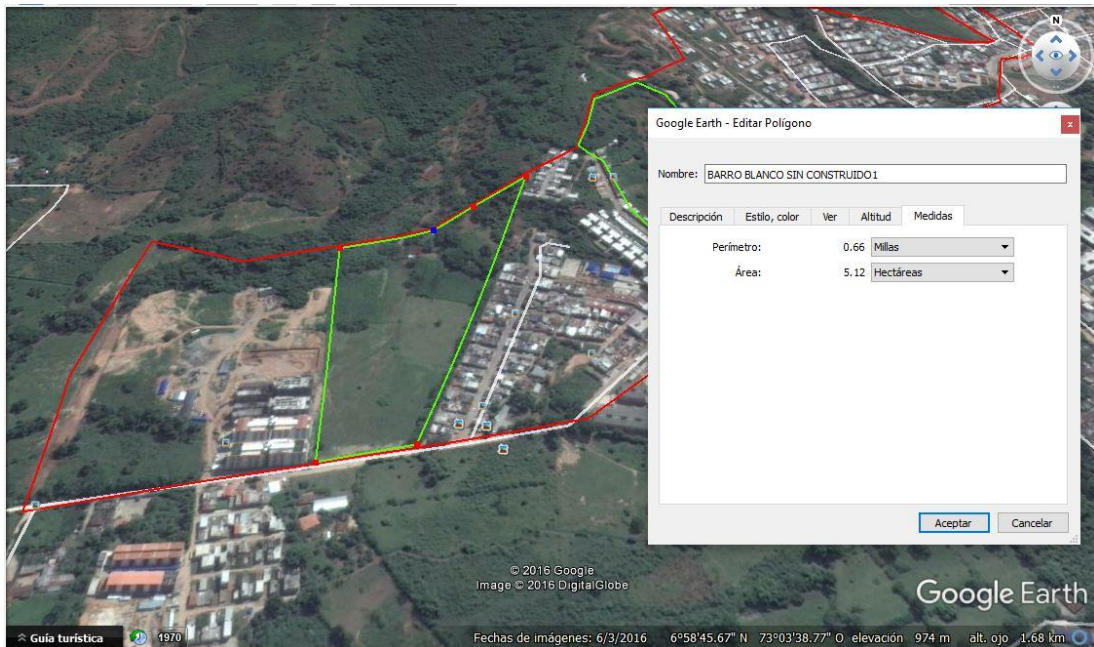 N
Google Earth - Editar Polígono
x
Nombre: BARRO BLANCO SIN CONSTRUIDO1
Descripción Estilo, color Ver Altitud Medidas
Perímetro: 0.66 Millas
Área: 5.12 Hectáreas
Aceptar Cancelar
© 2016 Google
Image © 2016 DigitalGlobe
Google Earth
Guía turística 1970 Fechas de imágenes: 6/3/2016 6°58'45.67" N 73°03'38.77" O elevación 974 m alt. ojo 1.68 km